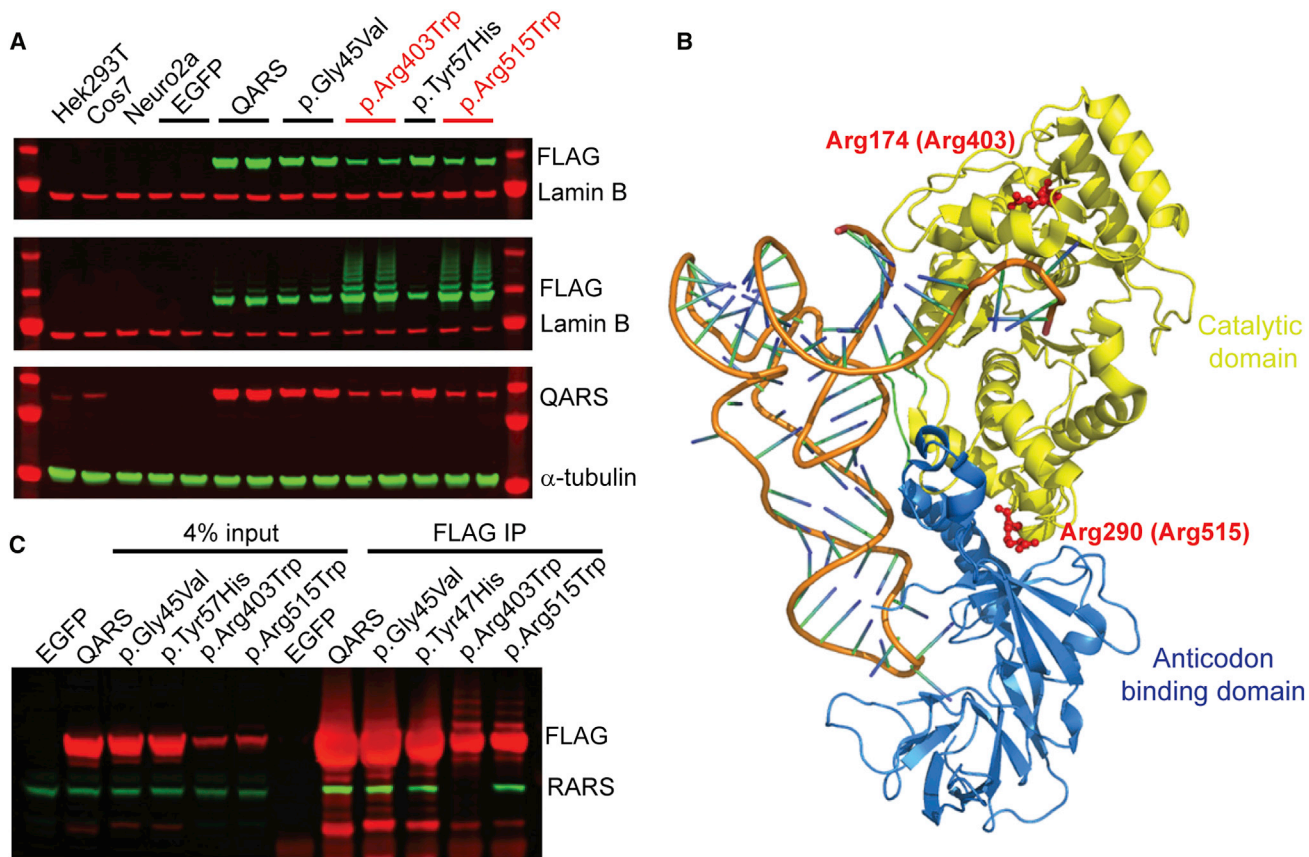 A
Hek293T
Cos7
Neuro2a
EGFP
QARS
p.Gly45Val
p.Arg403Trp
p.Tyr57His
p.Arg515Trp
FLAG
Lamin B
FLAG
Lamin B
QARS
α-tubulin
B
Arg174 (Arg403)
Catalytic
domain
Arg290 (Arg515)
Anticodon
binding domain
C
4% input
FLAG IP
EGFP
QARS
p.Gly45Val
p.Tyr57His
p.Arg403Trp
p.Arg515Trp
EGFP
QARS
p.Gly45Val
p.Tyr47His
p.Arg403Trp
p.Arg515Trp
FLAG
RARS